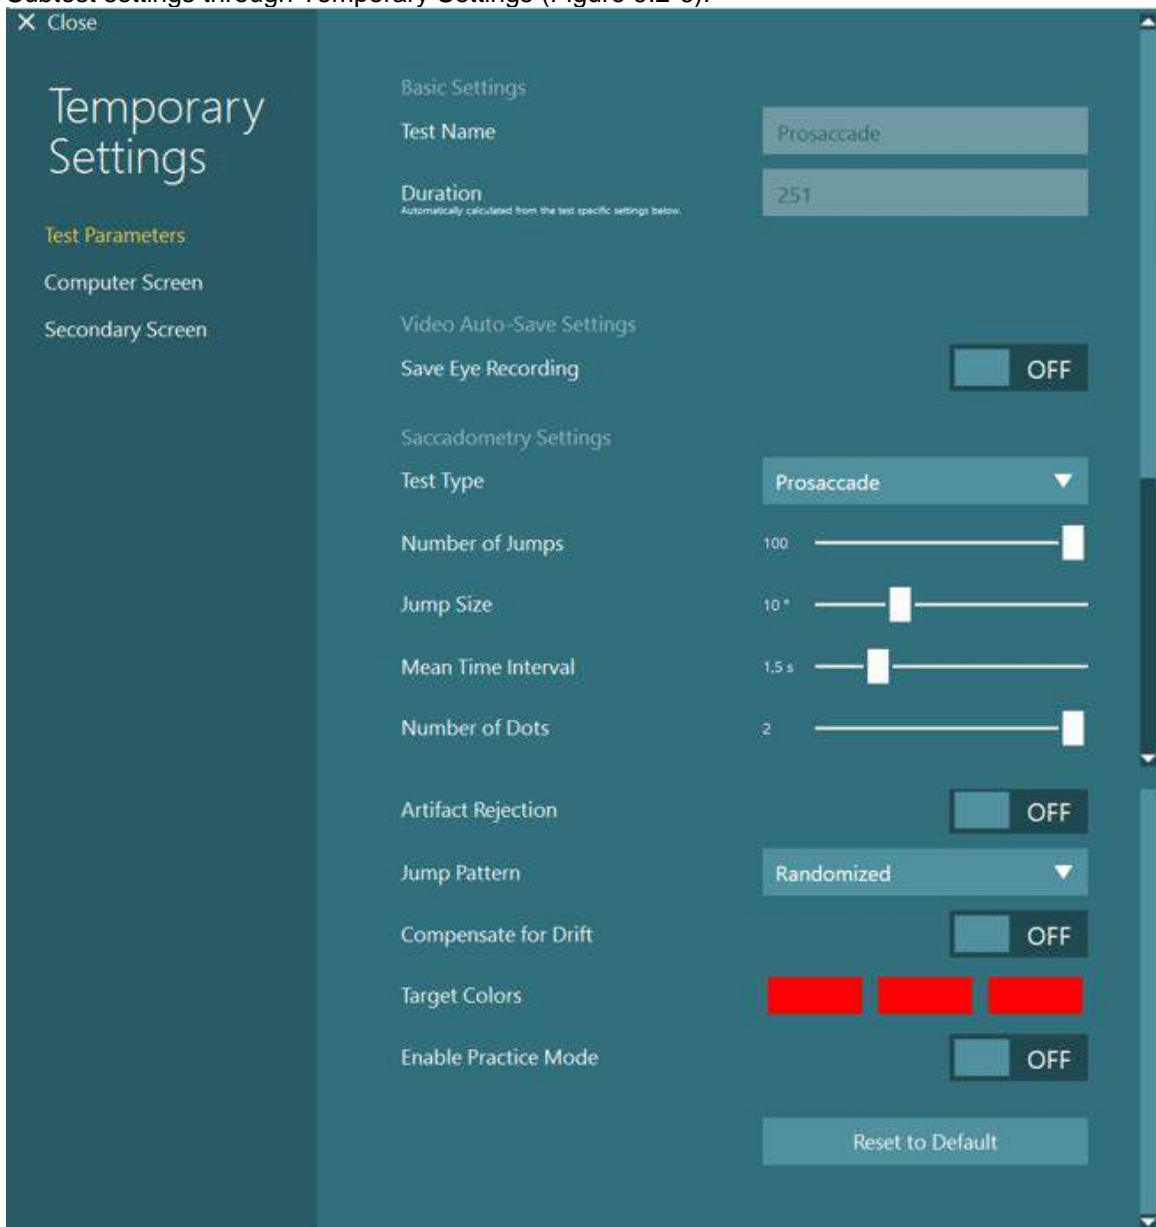 Subtest settings through Temporary Settings (Figure
Close
Temporary
Settings
Test Parameters
Computer Screen
Secondary Screen
Basic Settings
Test Name Prosaccade
Duration 251
Automatically calculated from the test specific settings below.
Video Auto-Save Settings
Save Eye Recording OFF
Saccadometry Settings
Test Type Prosaccade
Number of Jumps 100
Jump Size 10 °
Mean Time Interval 1.5 s
Number of Dots 2
Artifact Rejection OFF
Jump Pattern Randomized
Compensate for Drift OFF
Target Colors
Enable Practice Mode OFF
Reset to Default